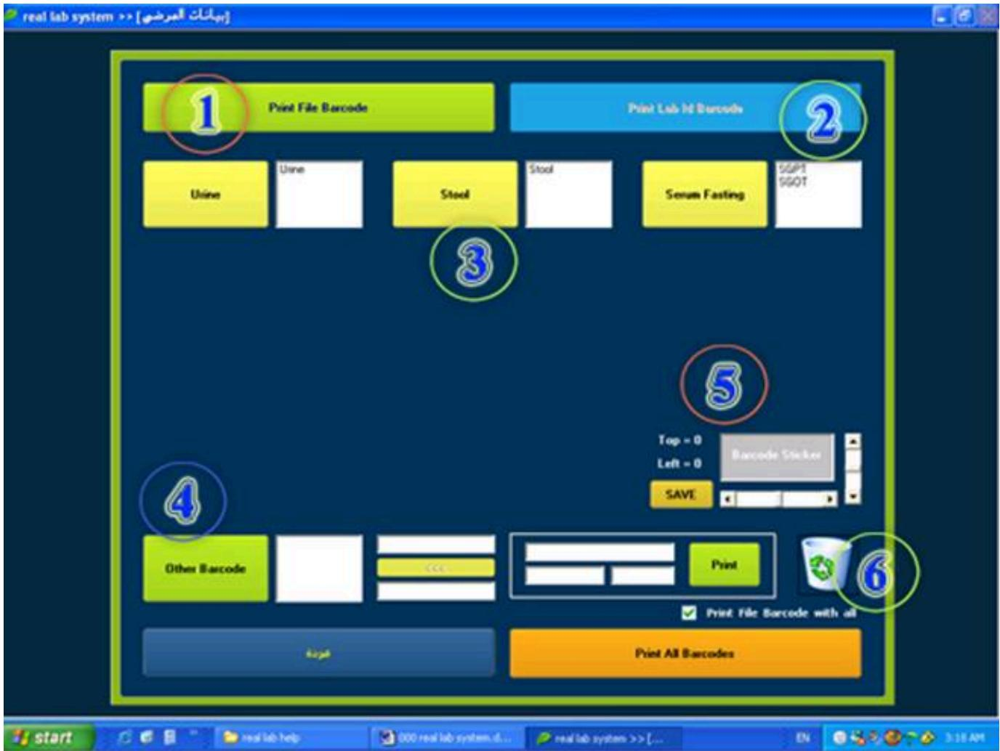 real lab system >> [بيانات المرضي]
1
Print File Barcode
Print Lab Id Barcode
2
Urine
Urine
Stool
Stool
Serum Fasting
SGPT
SGOT
3
5
Top = 0
Left = 0
Barcode Sticker
SAVE
4
Other Barcode
<<<
Print
6
Print File Barcode with all
عودة
Print All Barcodes
start
real lab help
000 real lab system.d...
real lab system >> [...
EN
3:18 AM